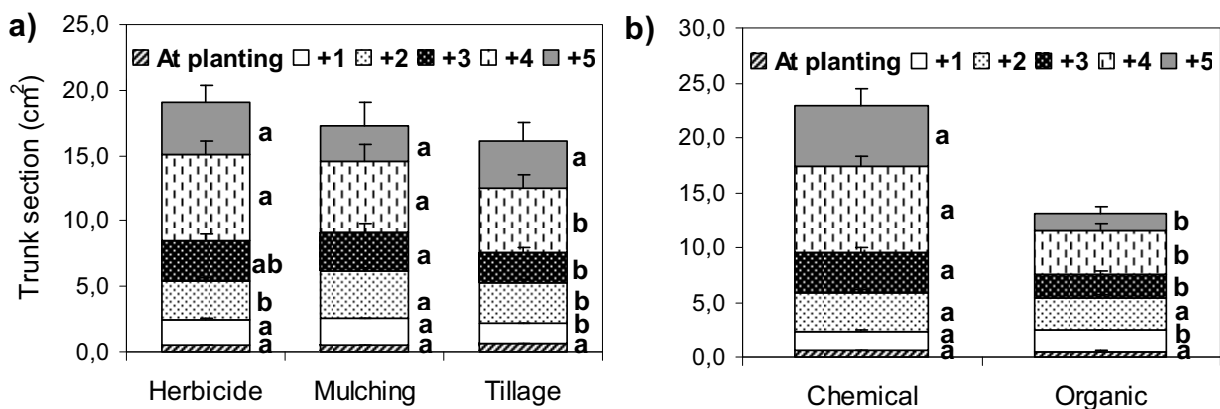 a)
Trunk section (cm²)
25,0
20,0
15,0
10,0
5,0
0,0
At planting +1 +2 +3 +4 +5
a
a
ab
b
a
a
a
a
a
a
a
a
a
b
b
b
b
a
Herbicide Mulching Tillage
b)
30,0
25,0
20,0
15,0
10,0
5,0
0,0
At planting +1 +2 +3 +4 +5
a
a
a
a
a
a
b
b
b
a
b
a
Chemical Organic